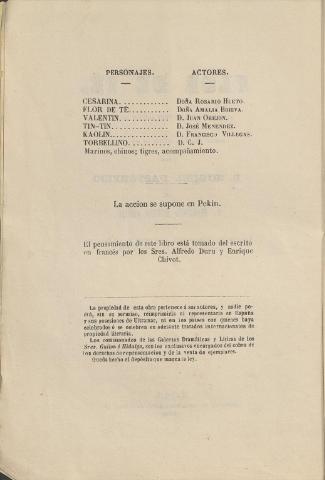 PERSONAJES. ACTORES.
CESARINA............ DOÑA ROSARIO HUETO.
FLOR DE TÉ.......... DOÑA AMALIA BRIEVA.
VALENTIN............ D. JUAN OREJON.
TIN-TIN............. D. JOSÉ MENENDEZ.
KAOLIN.............. D. FRANCISCO VILLEGAS.
TORBELLINO.......... D. C. J.
Marinos, chinos; tigres, acompañamiento.
La accion se supone en Pekin.
El pensamiento de este libro está tomado del escrito
en francés por los Sres. Alfredo Duru y Enrique
Chivot.
La propiedad de esta obra pertenece á sus autores, y nadie po-
drá, sin su permiso, reimprimirla ni representarla en España
y sus posesiones de Ultramar, ni en los países con quienes haya
celebrados ó se celebren en adelante tratados internacionales de
propiedad literaria.
Los comisionados de las Galerías Dramáticas y Líricas de los
Sres. Gullon é Hidalgo, son los exclusivos encargados del cobro de
los derechos de representacion y de la venta de ejemplares.
Queda hecho el depósito que marca la ley.